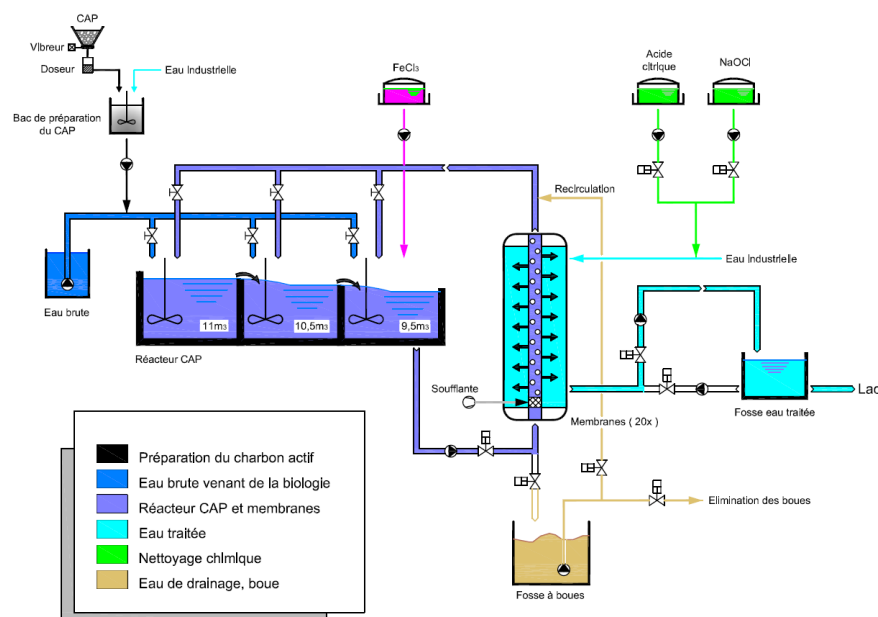 CAP
Vibreur
Doseur
Eau Industrielle
Bac de préparation
du CAP
FeCl3
Acide
citrique
NaOCl
Recirculation
Eau Industrielle
Eau brute
11m3
10,5m3
9,5m3
Réacteur CAP
Soufflante
Membranes ( 20x )
Fosse eau traitée
Lac
Elimination des boues
Fosse à boues
Préparation du charbon actif
Eau brute venant de la biologie
Réacteur CAP et membranes
Eau traitée
Nettoyage chimique
Eau de drainage, boue